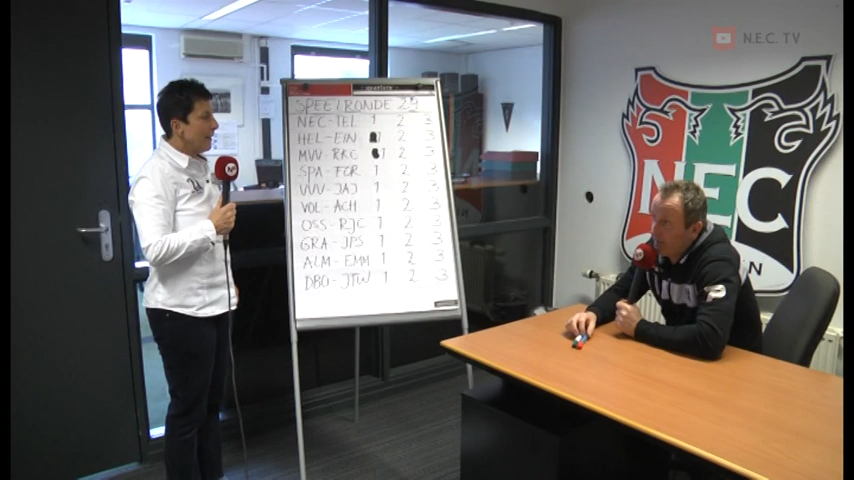 N.E.C. TV
SPEELRONDE 29
NEC-TEL 1 2 3
HEL-EIN 1 2 3
MVV-RKC 1 2 3
SPA-FOR 1 2 3
VVV-JAJ 1 2 3
VOL-ACH 1 2 3
OSS-RJC 1 2 3
GRA-JPS 1 2 3
ALM-EMM 1 2 3
DBO-JTW 1 2 3
NEC